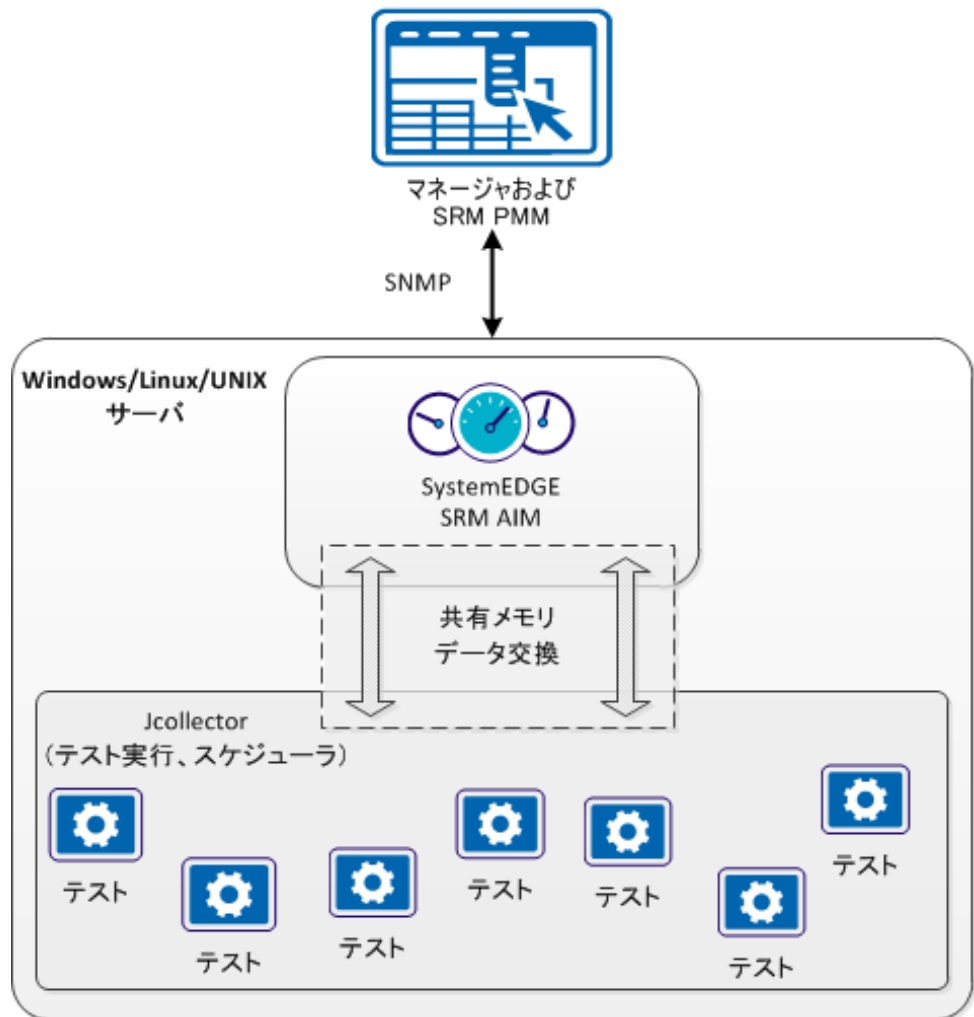 マネージャおよび
SRM PMM
SNMP
Windows/Linux/UNIX
サーバ
SystemEDGE
SRM AIM
共有メモリ
データ交換
Jcollector
(テスト実行、スケジューラ)
テスト
テスト
テスト
テスト
テスト
テスト
テスト